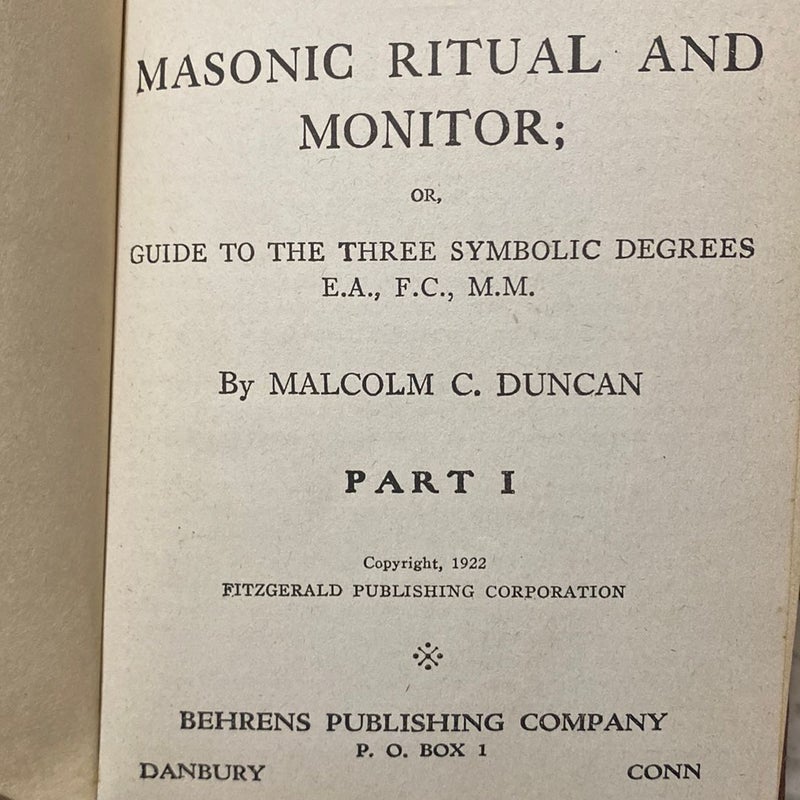 MASONIC RITUAL AND
MONITOR;
OR,
GUIDE TO THE THREE SYMBOLIC DEGREES
E.A., F.C., M.M.
By MALCOLM C. DUNCAN
PART I
Copyright, 1922
FITZGERALD PUBLISHING CORPORATION
BEHRENS PUBLISHING COMPANY
P. O. BOX 1
DANBURY CONN